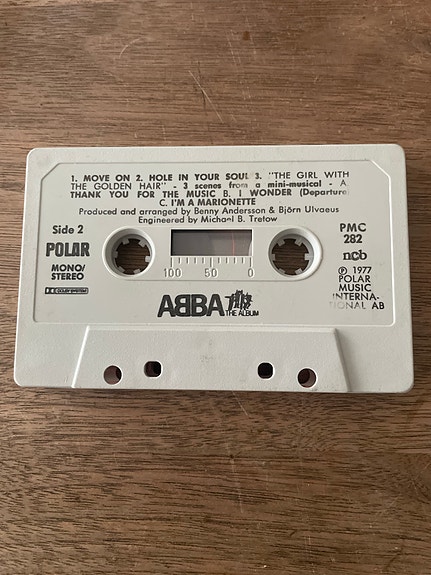 1. MOVE ON 2. HOLE IN YOUR SOUL 3. "THE GIRL WITH
THE GOLDEN HAIR" - 3 scenes from a mini-musical - A.
THANK YOU FOR THE MUSIC B. I WONDER (Departure)
C. I'M A MARIONETTE
Produced and arranged by Benny Andersson & Björn Ulvaeus
Engineered by Michael B. Tretow
Side 2
POLAR
MONO/
STEREO
DOLBY SYSTEM
100 50 0
PMC
282
ncb
℗ 1977
POLAR
MUSIC
INTERNA-
TIONAL AB
ABBA
THE ALBUM